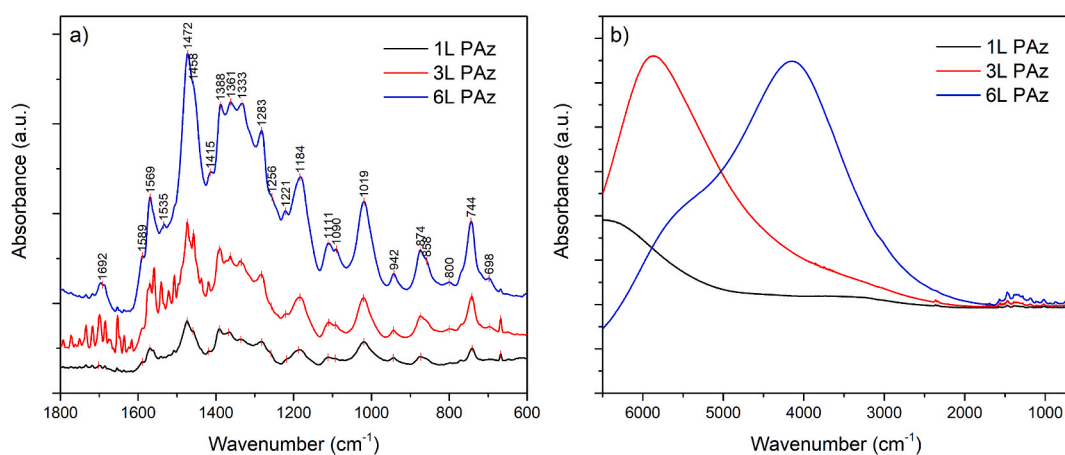 a)
1L PAz
3L PAz
6L PAz
1692
1589
1569
1535
1472
1458
1415
1388
1361
1333
1283
1256
1221
1184
1111
1090
1019
942
874
858
800
744
698
Absorbance (a.u.)
1800 1600 1400 1200 1000 800 600
Wavenumber (cm⁻¹)
b)
1L PAz
3L PAz
6L PAz
Absorbance (a.u.)
6000 5000 4000 3000 2000 1000
Wavenumber (cm⁻¹)